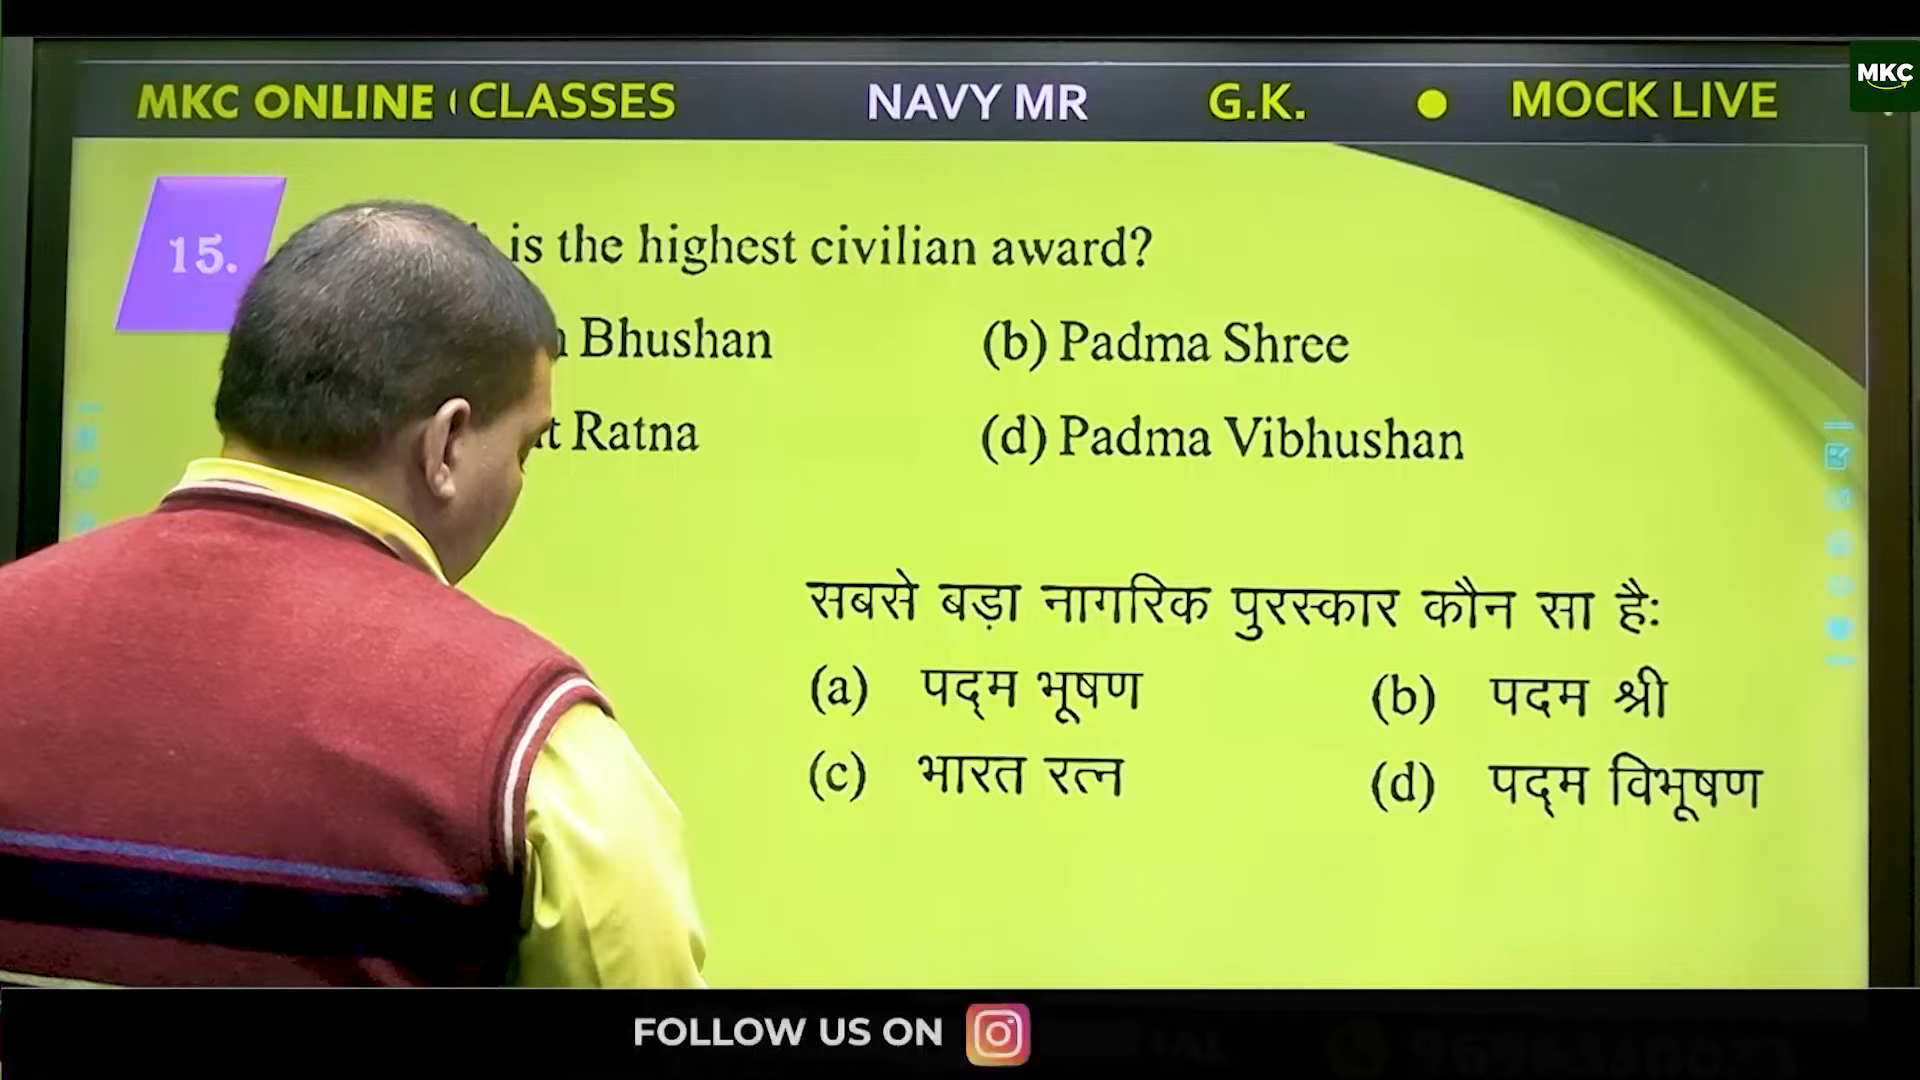 MKC ONLINE CLASSES NAVY MR G.K. MOCK LIVE
MKC
15. is the highest civilian award?
Bhushan (b) Padma Shree
Ratna (d) Padma Vibhushan
सबसे बड़ा नागरिक पुरस्कार कौन सा है:
(a) पद्म भूषण (b) पदम श्री
(c) भारत रत्न (d) पद्म विभूषण
FOLLOW US ON